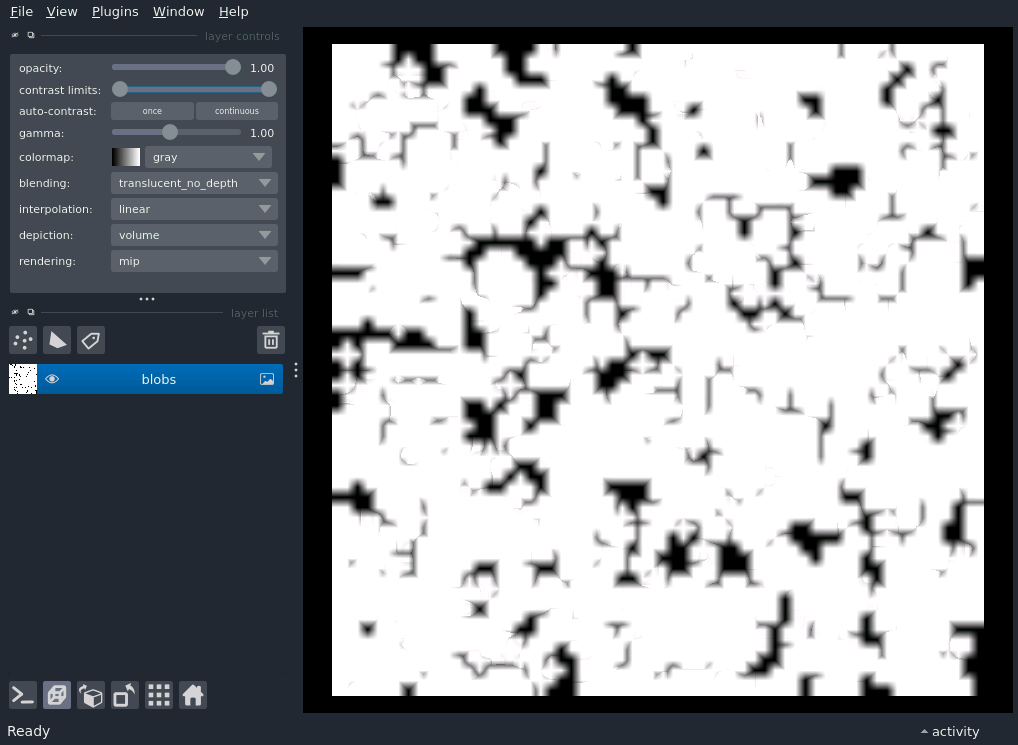 File View Plugins Window Help
layer controls
opacity: 1.00
contrast limits:
auto-contrast: once continuous
gamma: 1.00
colormap: gray
blending: translucent_no_depth
interpolation: linear
depiction: volume
rendering: mip
layer list
blobs
Ready
activity